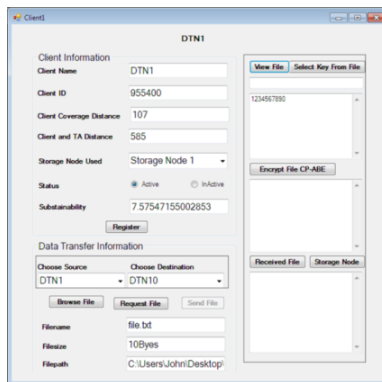 Client1
DTN1
Client Information
Client Name DTN1
Client ID 955400
Client Coverage Distance 107
Client and TA Distance 585
Storage Node Used Storage Node 1
Status Active InActive
Substainability 7.57547155002853
Register
Data Transfer Information
Choose Source Choose Destination
DTN1 DTN10
Browse File Request File Send File
Filename file.txt
Filesize 10Byes
Filepath C:\Users\John\Desktop\
View File Select Key From File
1234567890
Encrypt File CP-ABE
Received File Storage Node